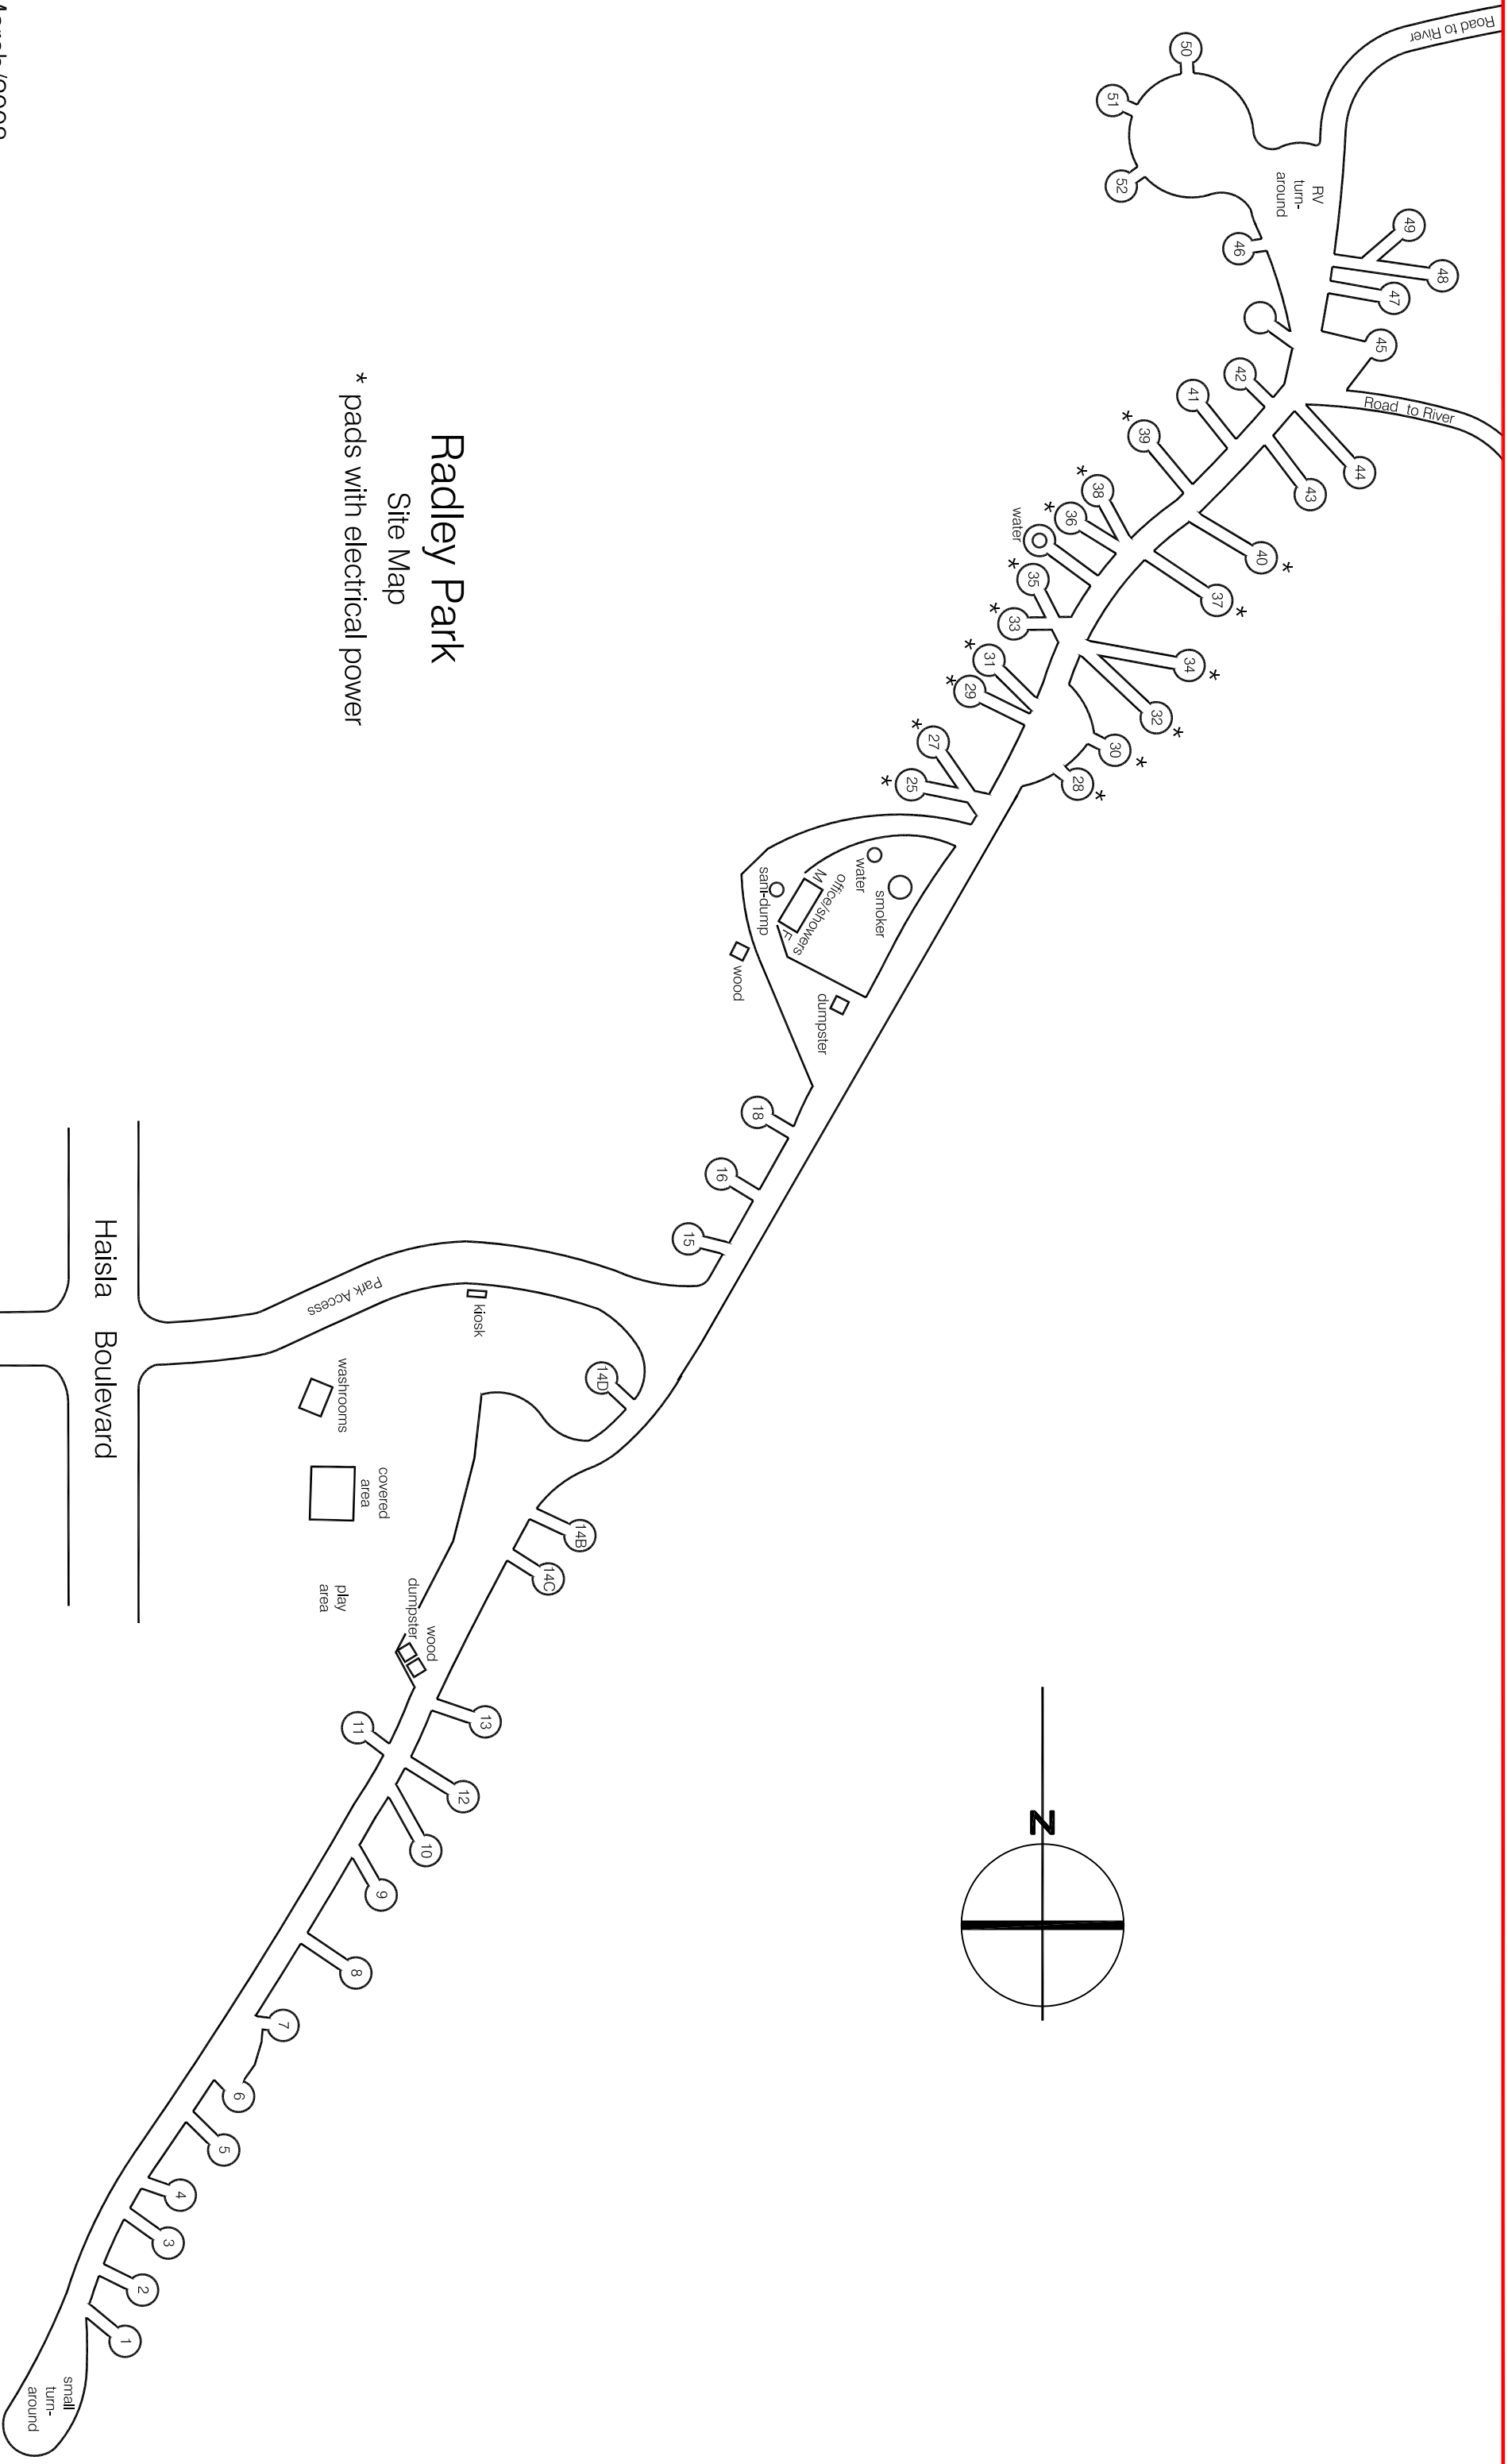 Radley Park
Site Map
* pads with electrical power
Road to River
50
51
52
RV
turn-
around
46
49
48
47
45
Road to River
42
41
* 39
44
43
* 38
* 36
water
40 *
37 *
* 35
* 33
34 *
32 *
* 31
* 29
30 *
28 *
* 27
* 25
water
smoker
M
office/showers
F
sani-dump
wood
dumpster
18
16
15
Park Access
kiosk
Haisla Boulevard
14D
washrooms
covered
area
play
area
14B
14C
dumpster
wood
13
11
12
10
9
8
7
6
5
4
3
2
1
small
turn-
around
N